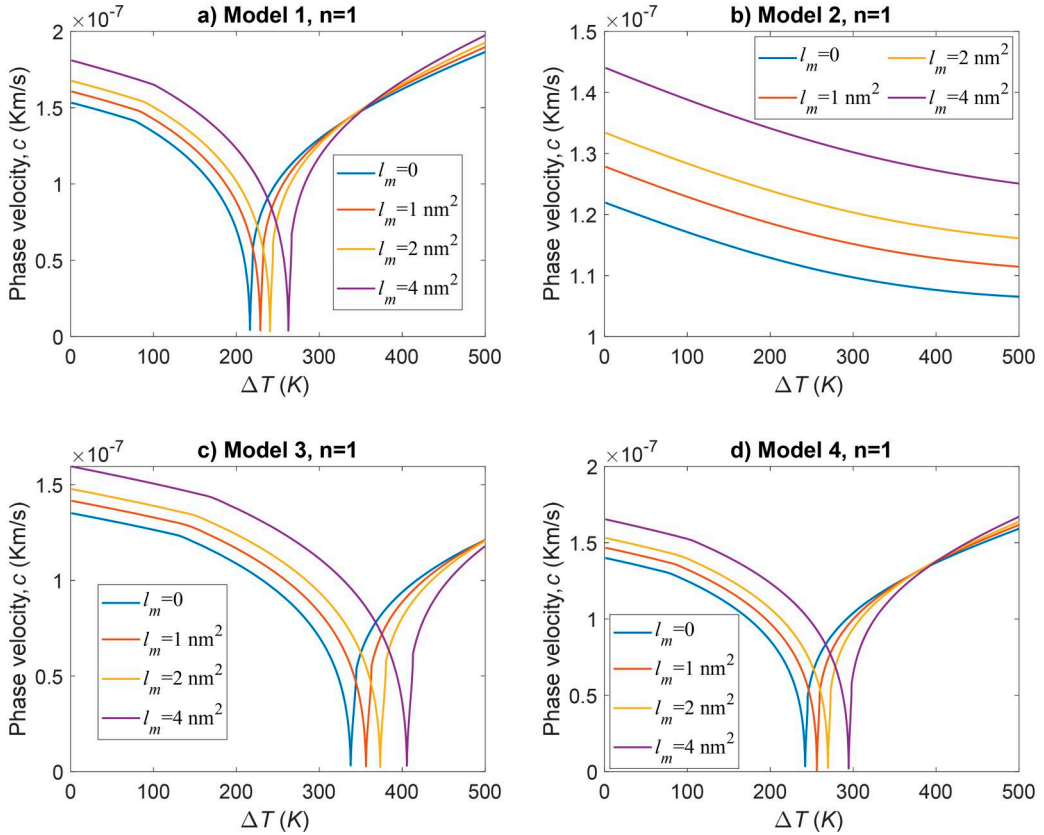 a) Model 1, n=1
×10⁻⁷
2
1.5
1
0.5
0
0 100 200 300 400 500
Phase velocity, c (Km/s)
ΔT (K)
l_m=0
l_m=1 nm²
l_m=2 nm²
l_m=4 nm²
b) Model 2, n=1
×10⁻⁷
1.5
1.4
1.3
1.2
1.1
1
0 100 200 300 400 500
Phase velocity, c (Km/s)
ΔT (K)
l_m=0 l_m=2 nm²
l_m=1 nm² l_m=4 nm²
c) Model 3, n=1
×10⁻⁷
1.5
1
0.5
0
0 100 200 300 400 500
Phase velocity, c (Km/s)
ΔT (K)
l_m=0
l_m=1 nm²
l_m=2 nm²
l_m=4 nm²
d) Model 4, n=1
×10⁻⁷
2
1.5
1
0.5
0
0 100 200 300 400 500
Phase velocity, c (Km/s)
ΔT (K)
l_m=0
l_m=1 nm²
l_m=2 nm²
l_m=4 nm²